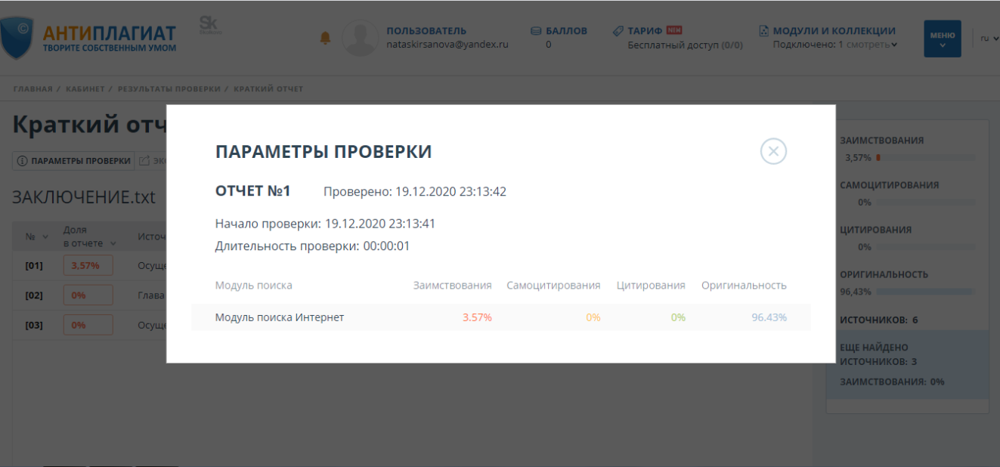 АНТИПЛАГИАТ
ТВОРИТЕ СОБСТВЕННЫМ УМОМ
Sk
ПОЛЬЗОВАТЕЛЬ
nataskirsanova@yandex.ru
БАЛЛОВ
0
ТАРИФ NEW
Бесплатный доступ (0/0)
МОДУЛИ И КОЛЛЕКЦИИ
Подключено: 1 смотреть
МЕНЮ
ru
ГЛАВНАЯ / КАБИНЕТ / РЕЗУЛЬТАТЫ ПРОВЕРКИ / КРАТКИЙ ОТЧЕТ
Краткий отч
ПАРАМЕТРЫ ПРОВЕРКИ
ЭК
ЗАКЛЮЧЕНИЕ.txt
№
Доля
в отчете
Источ
[01] 3,57% Осуще
[02] 0% Глава
[03] 0% Осуще
ПАРАМЕТРЫ ПРОВЕРКИ
ОТЧЕТ №1 Проверено: 19.12.2020 23:13:42
Начало проверки: 19.12.2020 23:13:41
Длительность проверки: 00:00:01
Модуль поиска Заимствования Самоцитирования Цитирования Оригинальность
Модуль поиска Интернет 3.57% 0% 0% 96.43%
ЗАИМСТВОВАНИЯ
3,57%
САМОЦИТИРОВАНИЯ
0%
ЦИТИРОВАНИЯ
0%
ОРИГИНАЛЬНОСТЬ
96,43%
ИСТОЧНИКОВ: 6
ЕЩЕ НАЙДЕНО
ИСТОЧНИКОВ: 3
ЗАИМСТВОВАНИЯ: 0%